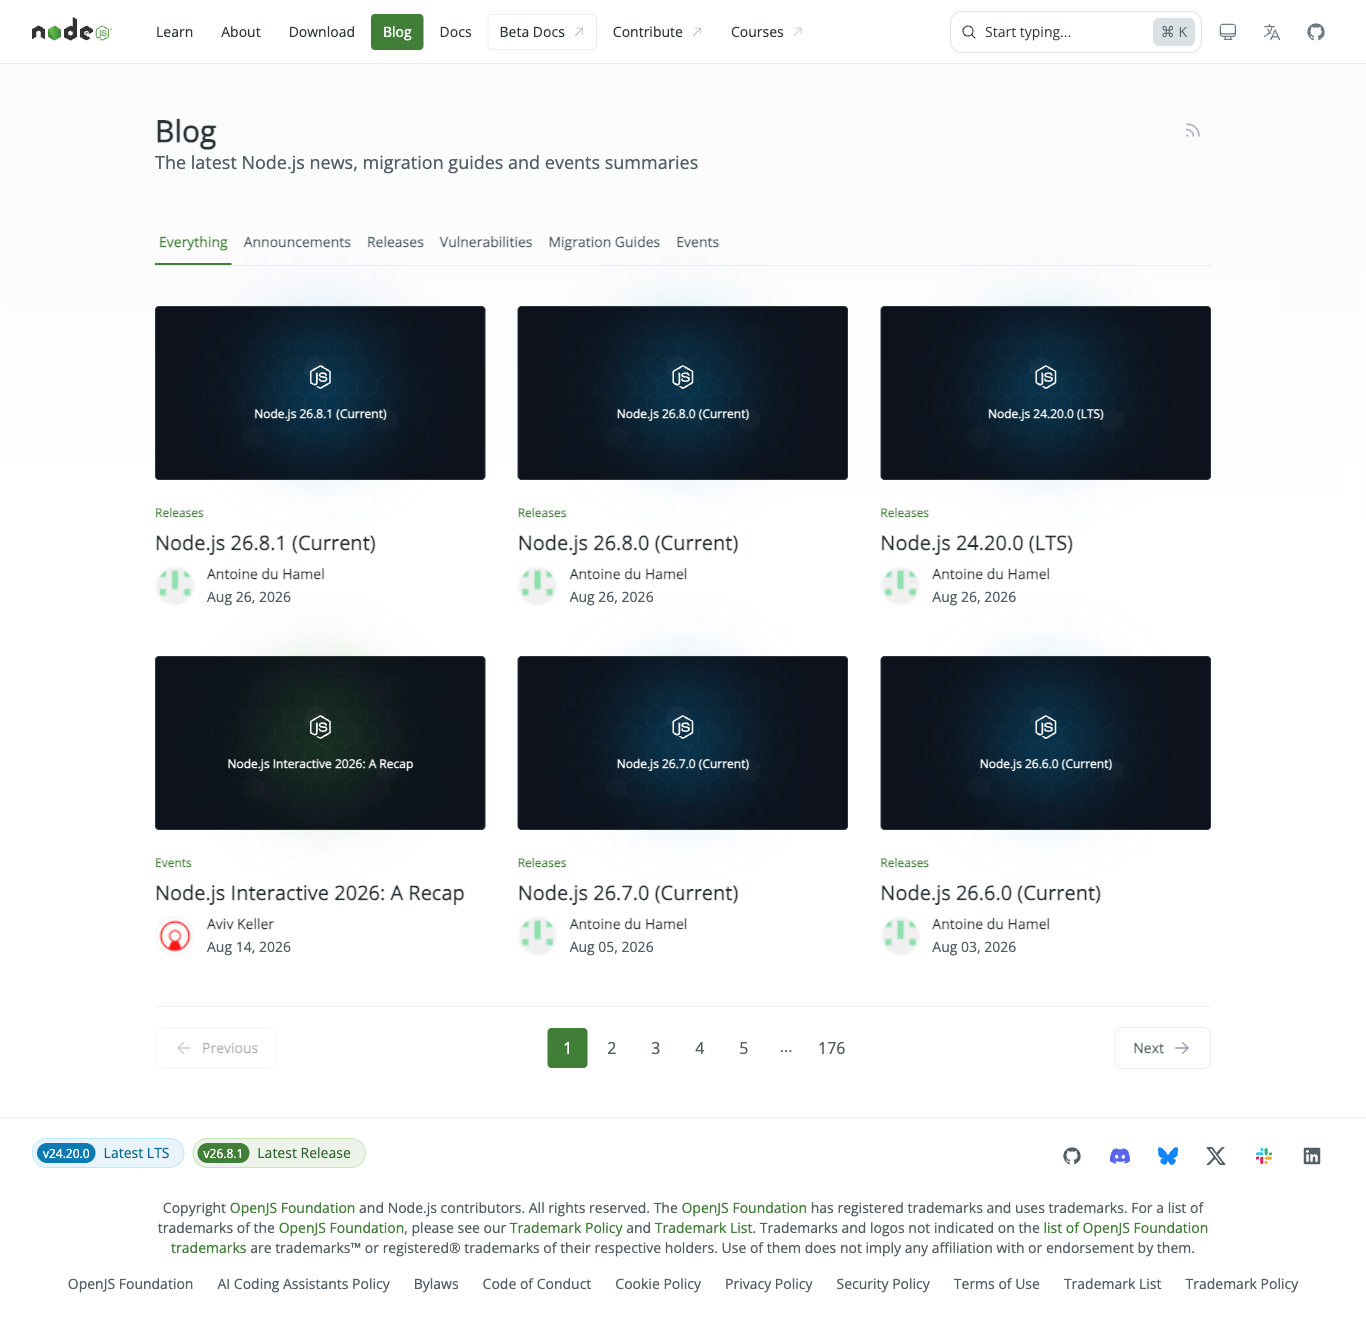 node JS
Learn
About
Download
Blog
Docs
Beta Docs
Contribute
Courses
Start typing...
⌘ K
Blog
The latest Node.js news, migration guides and events summaries
Everything
Announcements
Releases
Vulnerabilities
Migration Guides
Events
JS
Node.js 26.8.1 (Current)
JS
Node.js 26.8.0 (Current)
JS
Node.js 24.20.0 (LTS)
Releases
Node.js 26.8.1 (Current)
Antoine du Hamel
Aug 26, 2026
Releases
Node.js 26.8.0 (Current)
Antoine du Hamel
Aug 26, 2026
Releases
Node.js 24.20.0 (LTS)
Antoine du Hamel
Aug 26, 2026
JS
Node.js Interactive 2026: A Recap
JS
Node.js 26.7.0 (Current)
JS
Node.js 26.6.0 (Current)
Events
Node.js Interactive 2026: A Recap
Aviv Keller
Aug 14, 2026
Releases
Node.js 26.7.0 (Current)
Antoine du Hamel
Aug 05, 2026
Releases
Node.js 26.6.0 (Current)
Antoine du Hamel
Aug 03, 2026
Previous
1
2
3
4
5
...
176
Next
v24.20.0 Latest LTS
v26.8.1 Latest Release
Copyright OpenJS Foundation and Node.js contributors. All rights reserved. The OpenJS Foundation has registered trademarks and uses trademarks. For a list of
trademarks of the OpenJS Foundation, please see our Trademark Policy and Trademark List. Trademarks and logos not indicated on the list of OpenJS Foundation
trademarks are trademarks™ or registered® trademarks of their respective holders. Use of them does not imply any affiliation with or endorsement by them.
OpenJS Foundation
AI Coding Assistants Policy
Bylaws
Code of Conduct
Cookie Policy
Privacy Policy
Security Policy
Terms of Use
Trademark List
Trademark Policy